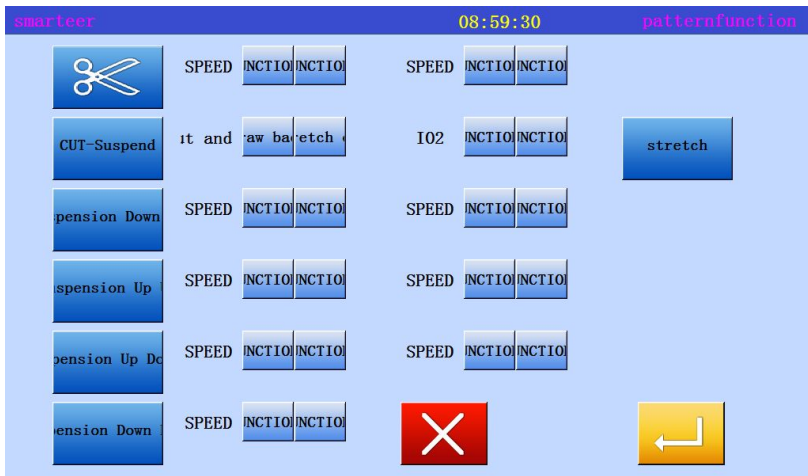 smarteer 08:59:30 patternfunction
SPEED NCTIO NCTIO SPEED NCTIO NCTIO
CUT-Suspend t and aw ba etch IO2 NCTIO NCTIO stretch
pension Down SPEED NCTIO NCTIO SPEED NCTIO NCTIO
spension Up SPEED NCTIO NCTIO SPEED NCTIO NCTIO
pension Up Do SPEED NCTIO NCTIO SPEED NCTIO NCTIO
ension Down SPEED NCTIO NCTIO